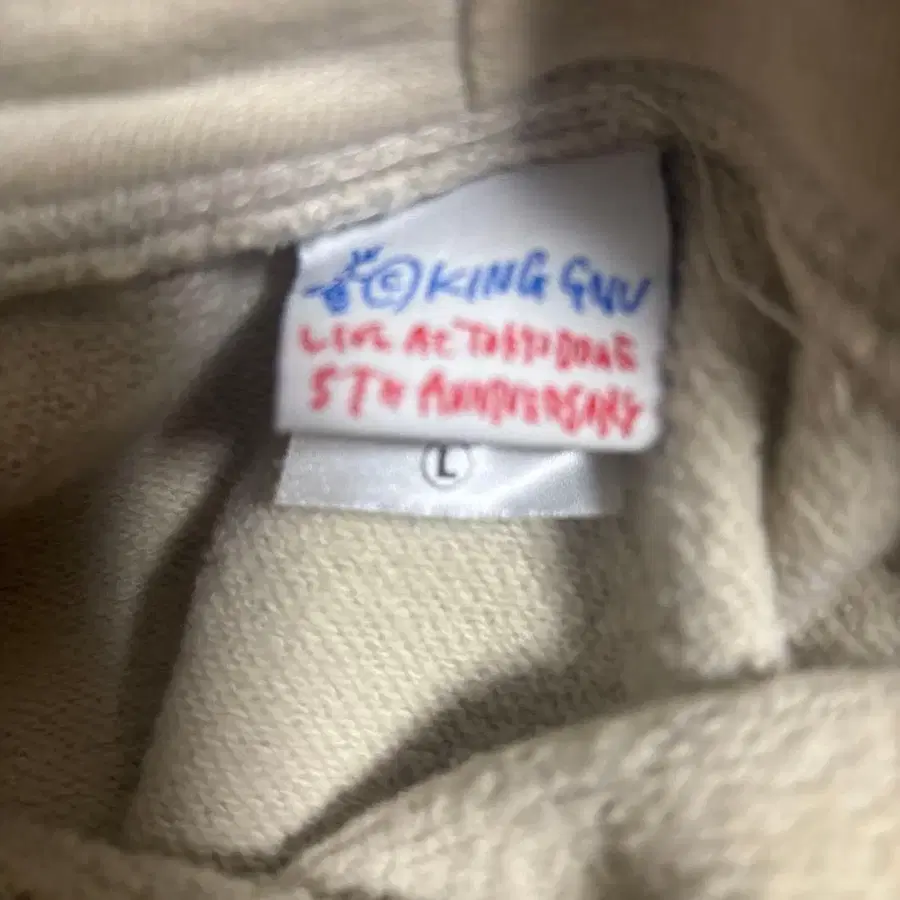 © KING GNU
LIVE At TOKYO DOME
5TH ANNIVERSARY
L